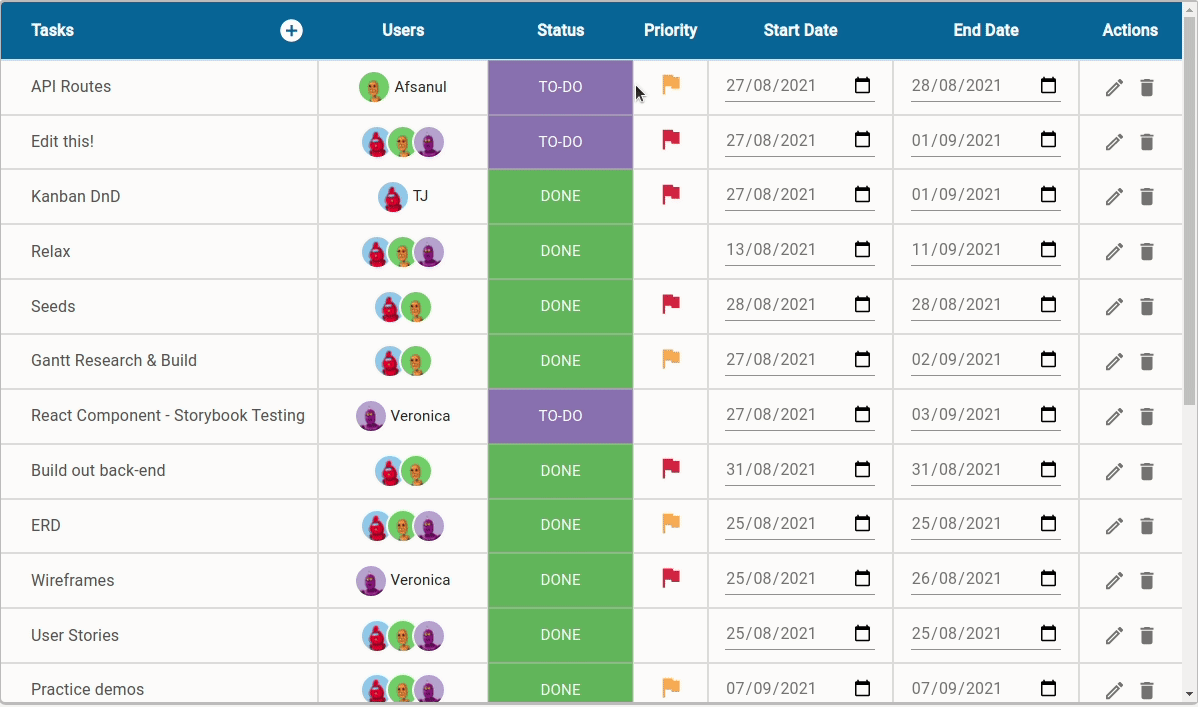 Tasks Users Status Priority Start Date End Date Actions
API Routes Afsanul TO-DO 27/08/2021 28/08/2021
Edit this! TO-DO 27/08/2021 01/09/2021
Kanban DnD TJ DONE 27/08/2021 01/09/2021
Relax DONE 13/08/2021 11/09/2021
Seeds DONE 28/08/2021 28/08/2021
Gantt Research & Build DONE 27/08/2021 02/09/2021
React Component - Storybook Testing Veronica TO-DO 27/08/2021 03/09/2021
Build out back-end DONE 31/08/2021 31/08/2021
ERD DONE 25/08/2021 25/08/2021
Wireframes Veronica DONE 25/08/2021 26/08/2021
User Stories DONE 25/08/2021 25/08/2021
Practice demos DONE 07/09/2021 07/09/2021